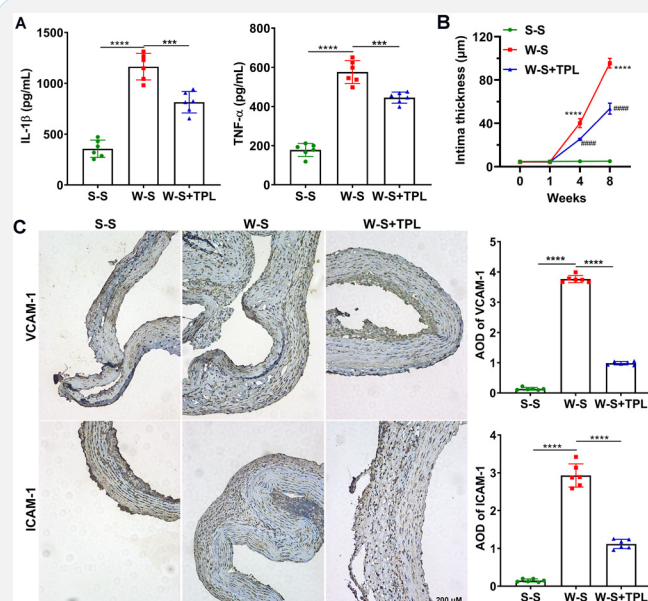 A
1500
1000
500
0
IL-1β (pg/mL)
****
***
S-S
W-S
W-S+TPL
800
600
400
200
0
TNF-α (pg/mL)
****
***
S-S
W-S
W-S+TPL
B
S-S
W-S
W-S+TPL
120
80
40
0
Intima thickness (μm)
****
****
####
####
0 1 4 8
Weeks
C
S-S
W-S
W-S+TPL
VCAM-1
5
4
3
2
1
0
AOD of VCAM-1
****
****
S-S
W-S
W-S+TPL
ICAM-1
200 μM
4
3
2
1
0
AOD of ICAM-1
****
****
S-S
W-S
W-S+TPL